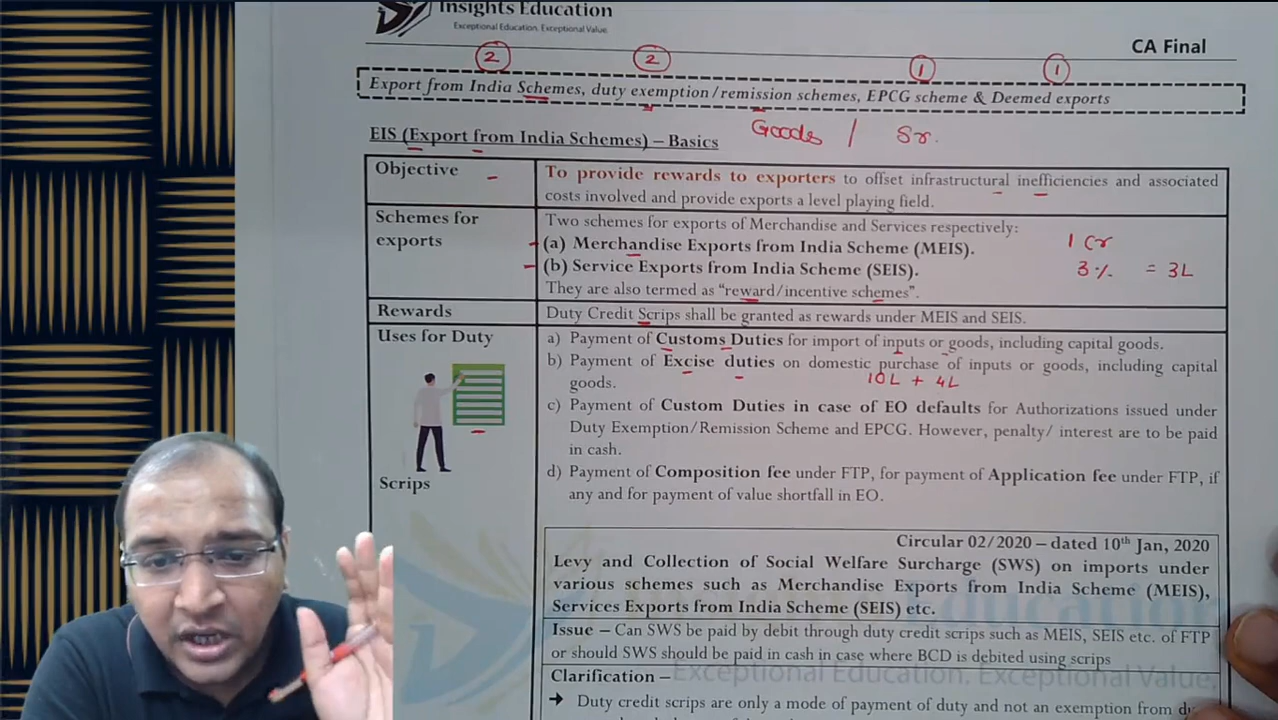 Insights Education
Exceptional Education. Exceptional Value.
CA Final
2 2 1 1
Export from India Schemes, duty exemption/remission schemes, EPCG scheme & Deemed exports
EIS (Export from India Schemes) – Basics
Goods / Sr.
Objective
To provide rewards to exporters to offset infrastructural inefficiencies and associated
costs involved and provide exports a level playing field.
Schemes for
exports
Two schemes for exports of Merchandise and Services respectively:
(a) Merchandise Exports from India Scheme (MEIS).
(b) Service Exports from India Scheme (SEIS).
They are also termed as “reward/incentive schemes”.
1 Cr
3% = 3L
Rewards
Duty Credit Scrips shall be granted as rewards under MEIS and SEIS.
Uses for Duty
Scrips
a) Payment of Customs Duties for import of inputs or goods, including capital goods.
b) Payment of Excise duties on domestic purchase of inputs or goods, including capital
goods.
10L + 4L
c) Payment of Custom Duties in case of EO defaults for Authorizations issued under
Duty Exemption/Remission Scheme and EPCG. However, penalty/ interest are to be paid
in cash.
d) Payment of Composition fee under FTP, for payment of Application fee under FTP, if
any and for payment of value shortfall in EO.
Circular 02/2020 – dated 10th Jan, 2020
Levy and Collection of Social Welfare Surcharge (SWS) on imports under
various schemes such as Merchandise Exports from India Scheme (MEIS),
Services Exports from India Scheme (SEIS) etc.
Issue – Can SWS be paid by debit through duty credit scrips such as MEIS, SEIS etc. of FTP
or should SWS should be paid in cash in case where BCD is debited using scrips
Exceptional Education. Exceptional Value.
Clarification –
➔ Duty credit scrips are only a mode of payment of duty and not an exemption from